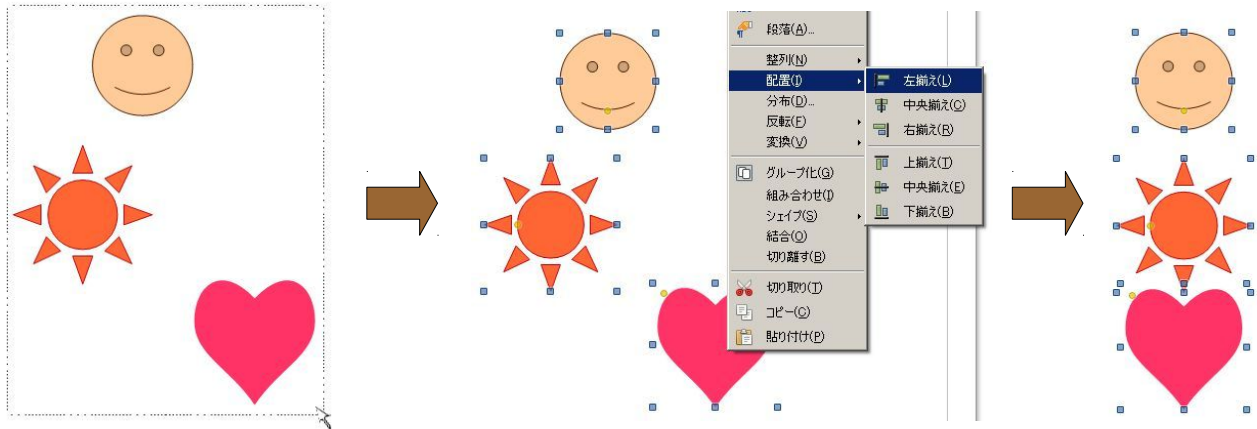 段落(A)...
整列(N)
配置(I)
分布(D)...
反転(F)
変換(V)
グループ化(G)
組み合わせ(I)
シェイプ(S)
結合(O)
切り離す(B)
切り取り(T)
コピー(C)
貼り付け(P)
左揃え(L)
中央揃え(C)
右揃え(R)
上揃え(T)
中央揃え(E)
下揃え(B)